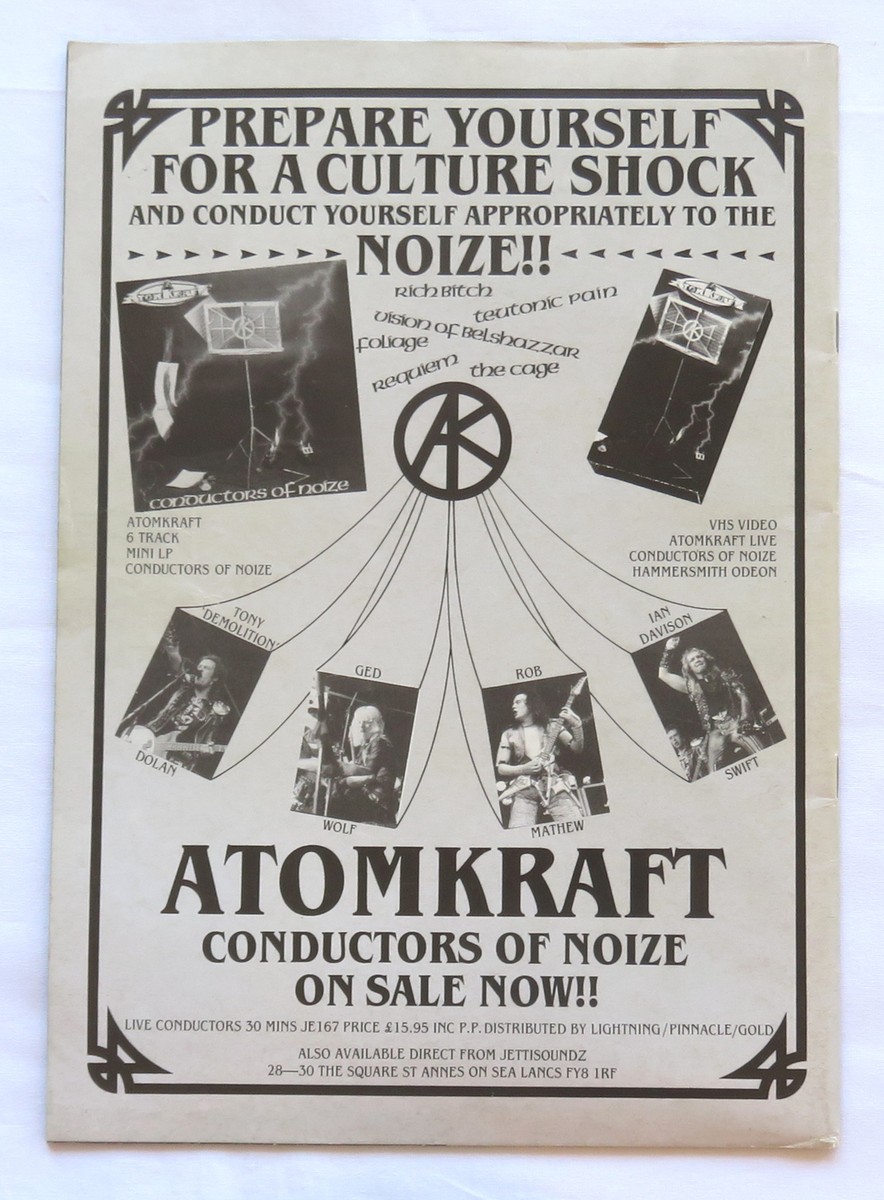 PREPARE YOURSELF
FOR A CULTURE SHOCK
AND CONDUCT YOURSELF APPROPRIATELY TO THE
NOIZE!!
Rich Bitch
teutonic pain
vision of Belshazzar
foliage
requiem
the cage
AK
conductors of noize
ATOMKRAFT
6 TRACK
MINI LP
CONDUCTORS OF NOIZE
VHS VIDEO
ATOMKRAFT LIVE
CONDUCTORS OF NOIZE
HAMMERSMITH ODEON
TONY
'DEMOLITION'
DOLAN
GED
WOLF
ROB
MATHEW
IAN
DAVISON
SWIFT
ATOMKRAFT
CONDUCTORS OF NOIZE
ON SALE NOW!!
LIVE CONDUCTORS 30 MINS JE167 PRICE £15.95 INC P.P. DISTRIBUTED BY LIGHTNING/PINNACLE/GOLD
ALSO AVAILABLE DIRECT FROM JETTISOUNDZ
28—30 THE SQUARE ST ANNES ON SEA LANCS FY8 1RF